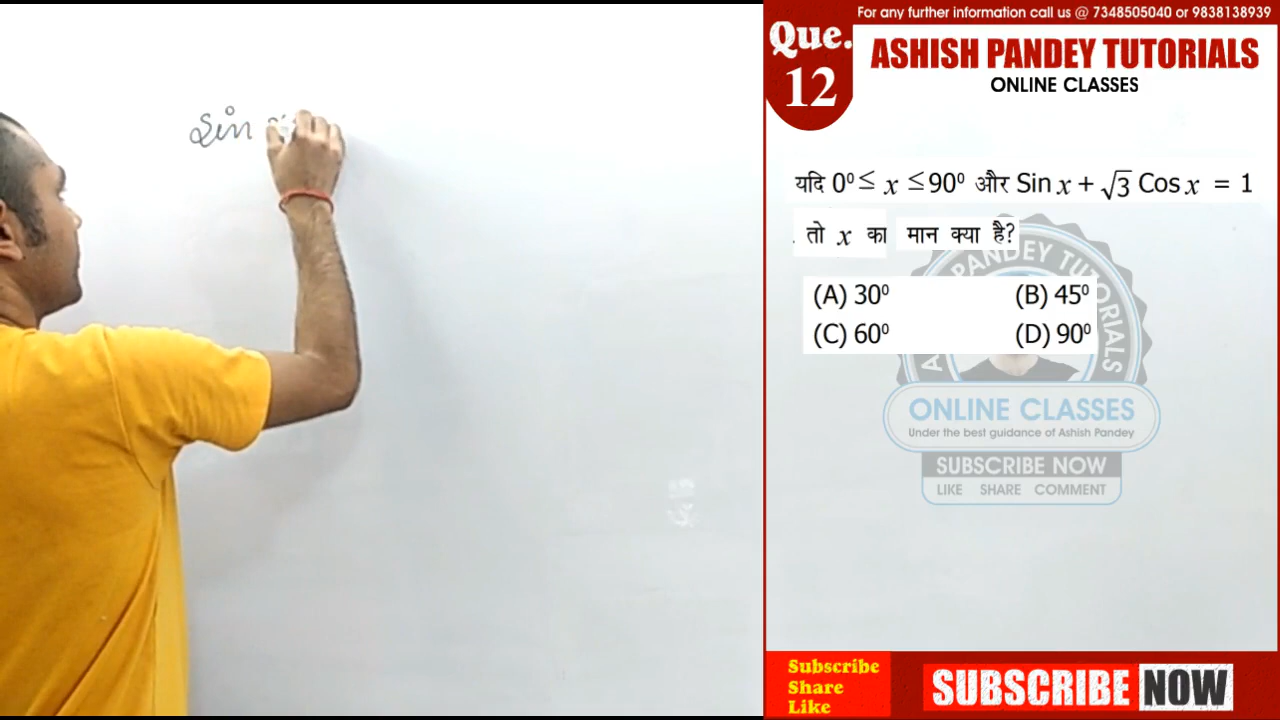 For any further information call us @ 7348505040 or 9838138939
Que.
12
ASHISH PANDEY TUTORIALS
ONLINE CLASSES
Sin
यदि 0⁰ ≤ x ≤ 90⁰ और Sin x + √3 Cos x = 1
तो x का मान क्या है?
(A) 30⁰ (B) 45⁰
(C) 60⁰ (D) 90⁰
PANDEY TUTORIALS
ONLINE CLASSES
Under the best guidance of Ashish Pandey
SUBSCRIBE NOW
LIKE SHARE COMMENT
Subscribe
Share
Like
SUBSCRIBE NOW